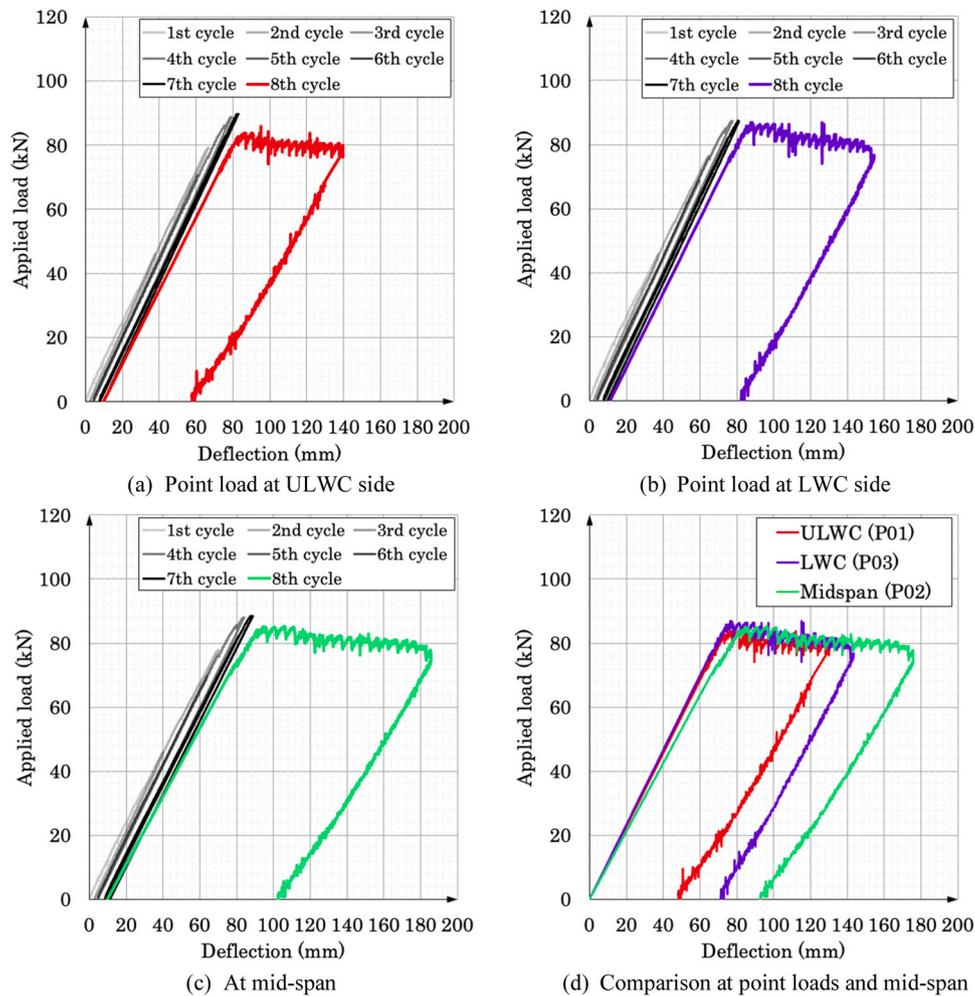 120
100
80
60
40
20
0
Applied load (kN)
1st cycle 2nd cycle 3rd cycle
4th cycle 5th cycle 6th cycle
7th cycle 8th cycle
0 20 40 60 80 100 120 140 160 180 200
Deflection (mm)
(a) Point load at ULWC side
120
100
80
60
40
20
0
Applied load (kN)
1st cycle 2nd cycle 3rd cycle
4th cycle 5th cycle 6th cycle
7th cycle 8th cycle
0 20 40 60 80 100 120 140 160 180 200
Deflection (mm)
(b) Point load at LWC side
120
100
80
60
40
20
0
Applied load (kN)
1st cycle 2nd cycle 3rd cycle
4th cycle 5th cycle 6th cycle
7th cycle 8th cycle
0 20 40 60 80 100 120 140 160 180 200
Deflection (mm)
(c) At mid-span
120
100
80
60
40
20
0
Applied load (kN)
ULWC (P01)
LWC (P03)
Midspan (P02)
0 20 40 60 80 100 120 140 160 180 200
Deflection (mm)
(d) Comparison at point loads and mid-span